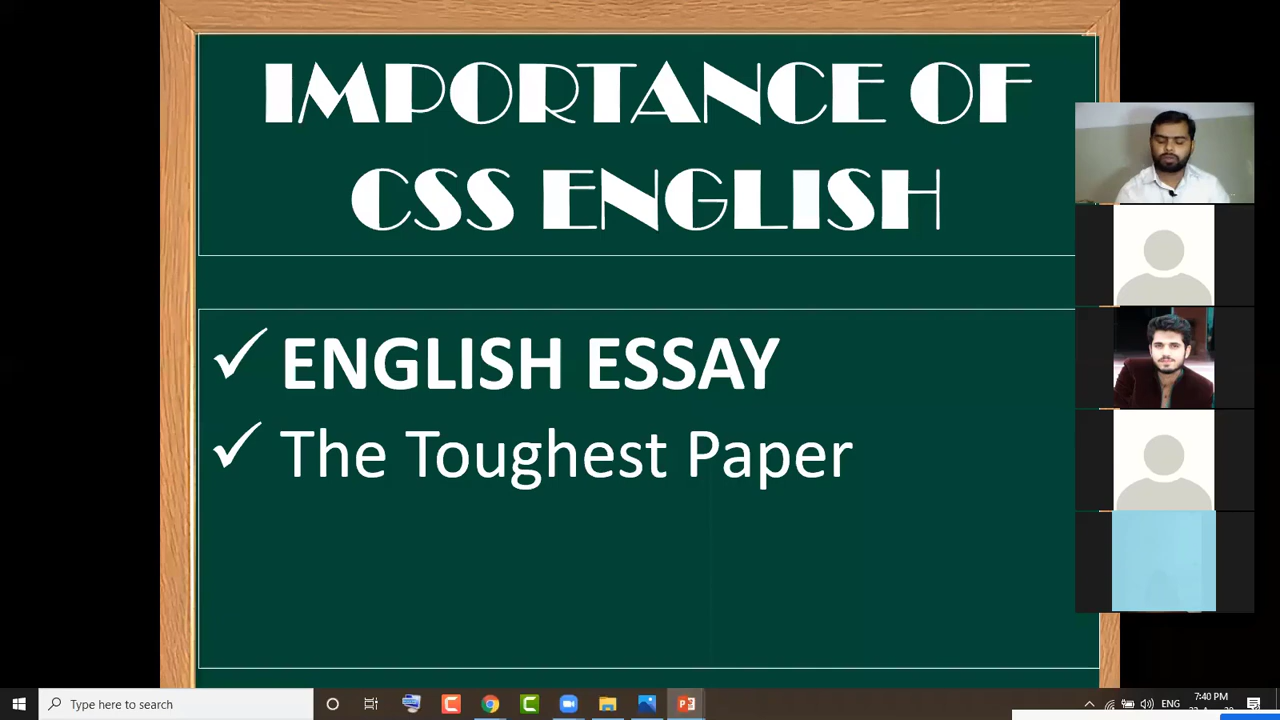 IMPORTANCE OF
CSS ENGLISH
✓ ENGLISH ESSAY
✓ The Toughest Paper
Type here to search
ENG
7:40 PM